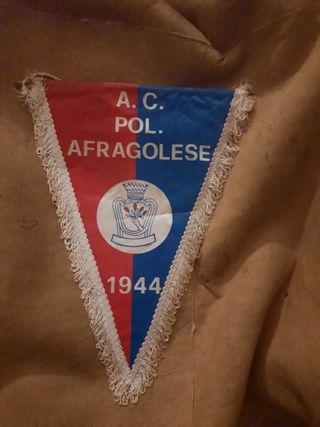 A. C.
POL.
AFRAGOLESE
1944